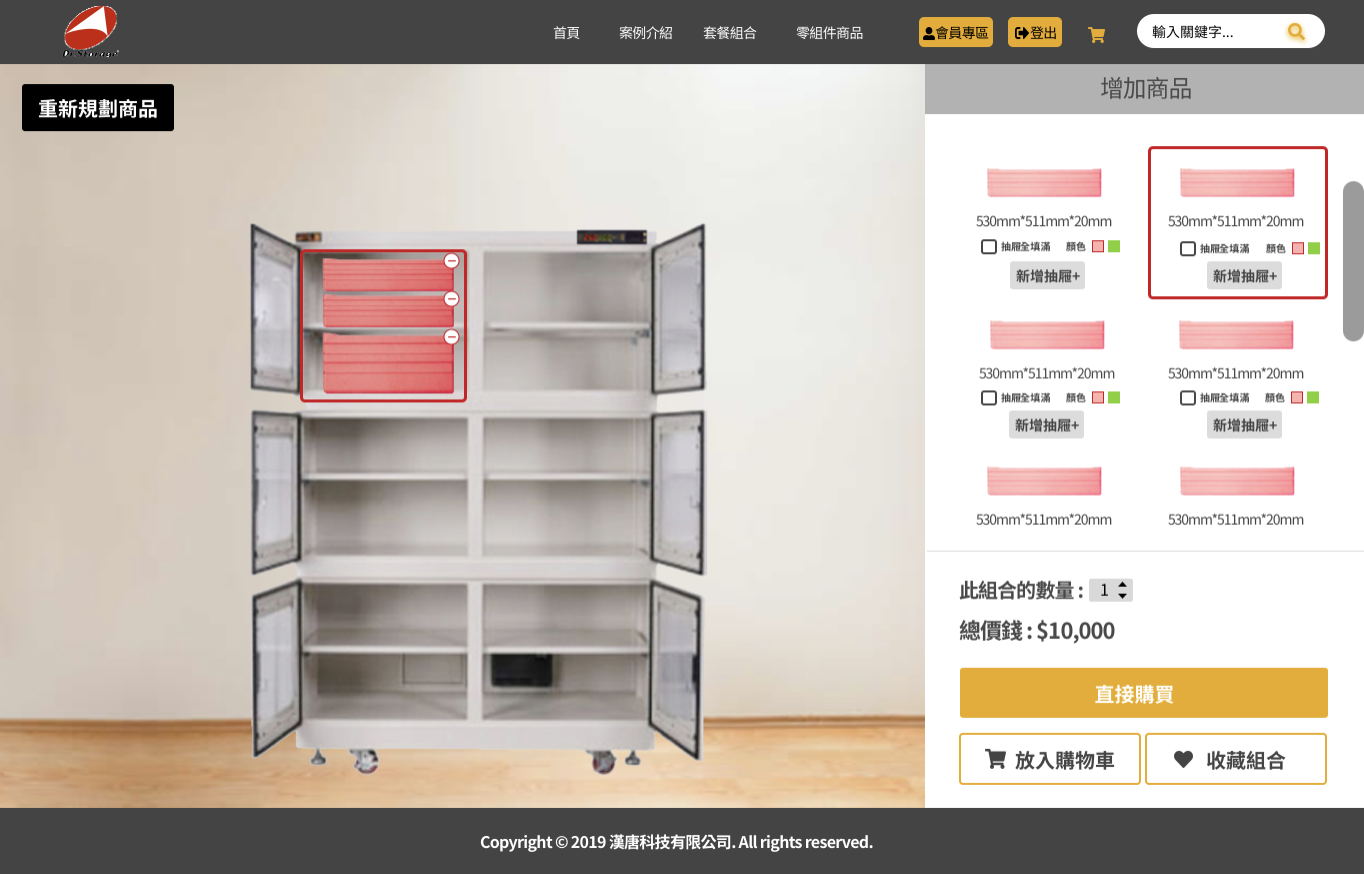 首頁 案例介紹 套餐組合 零組件商品 會員專區 登出 輸入關鍵字...
重新規劃商品
增加商品
530mm*511mm*20mm 530mm*511mm*20mm
抽屜全填滿 顏色 抽屜全填滿 顏色
新增抽屜+ 新增抽屜+
530mm*511mm*20mm 530mm*511mm*20mm
抽屜全填滿 顏色 抽屜全填滿 顏色
新增抽屜+ 新增抽屜+
530mm*511mm*20mm 530mm*511mm*20mm
此組合的數量 : 1
總價錢 : $10,000
直接購買
放入購物車 收藏組合
Copyright © 2019 漢唐科技有限公司. All rights reserved.